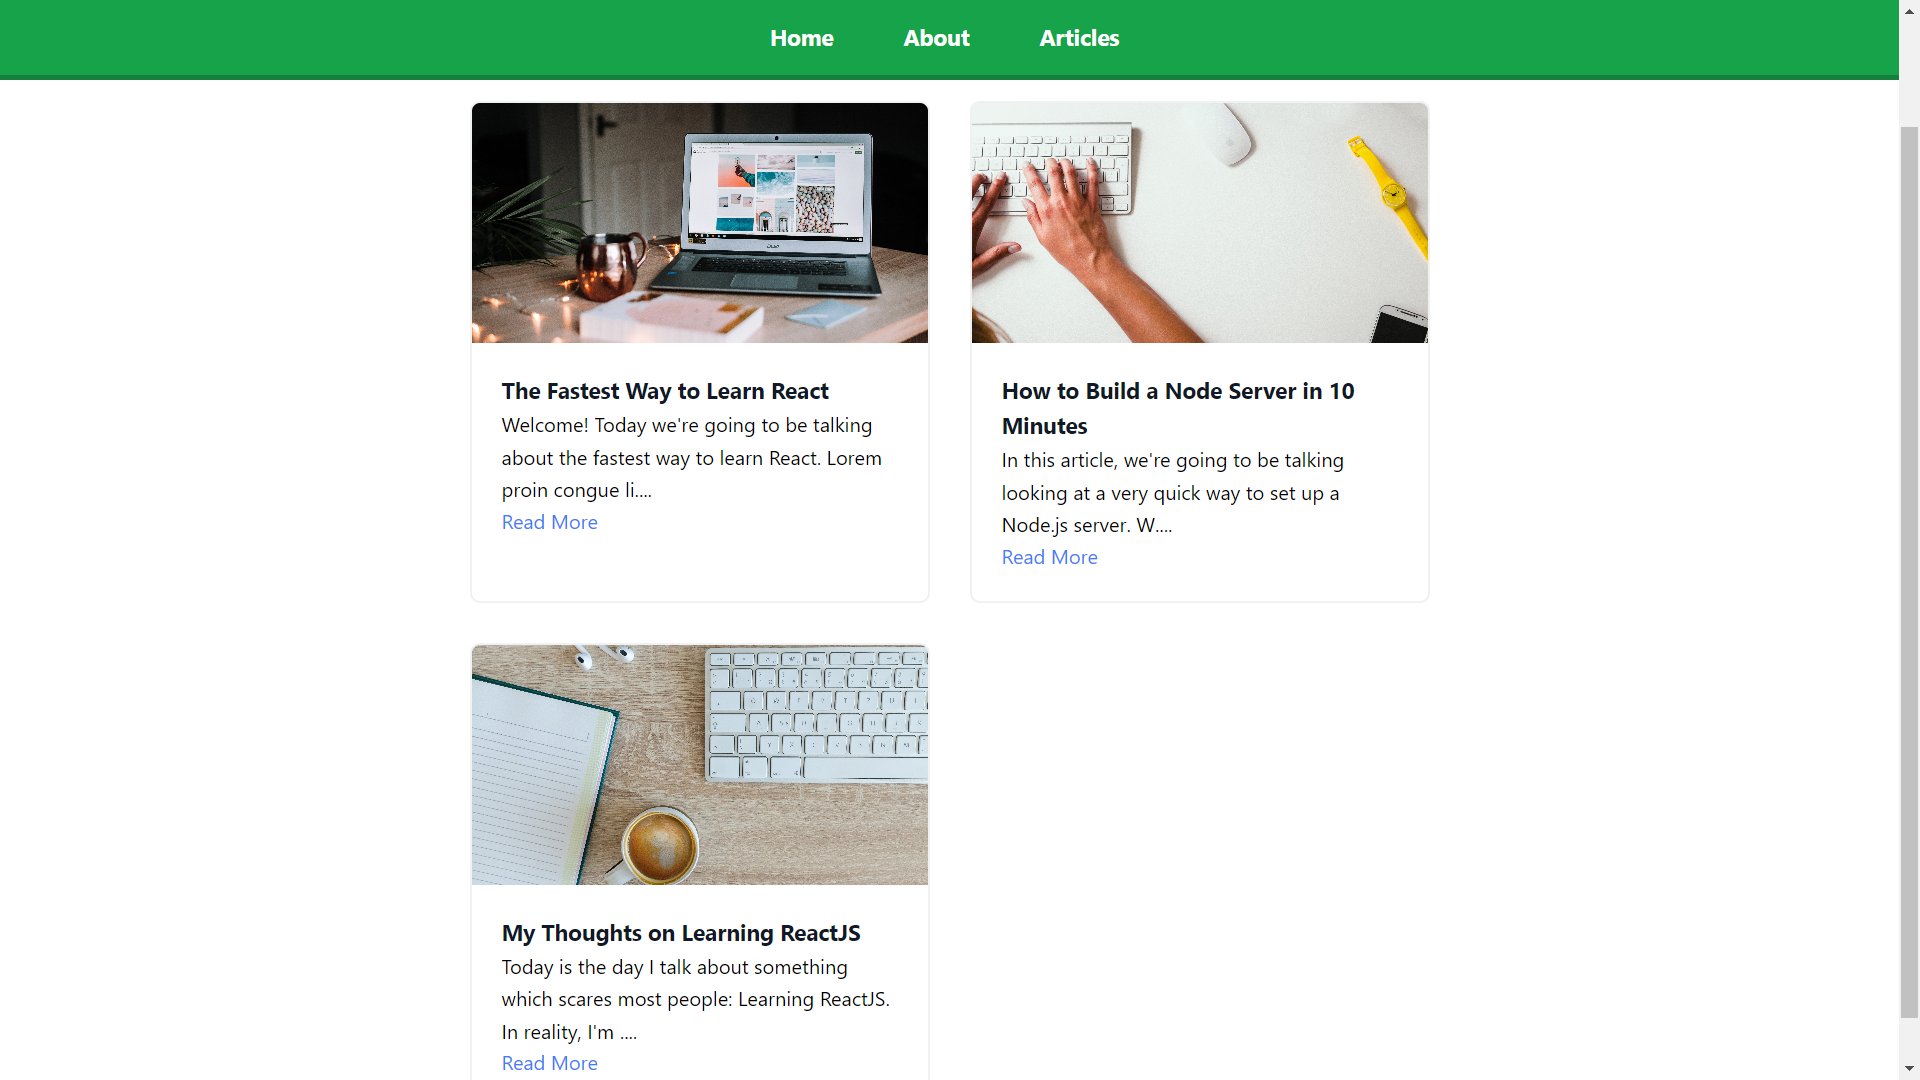 Home About Articles
The Fastest Way to Learn React
Welcome! Today we're going to be talking
about the fastest way to learn React. Lorem
proin congue li....
Read More
How to Build a Node Server in 10
Minutes
In this article, we're going to be talking
looking at a very quick way to set up a
Node.js server. W....
Read More
My Thoughts on Learning ReactJS
Today is the day I talk about something
which scares most people: Learning ReactJS.
In reality, I'm ....
Read More